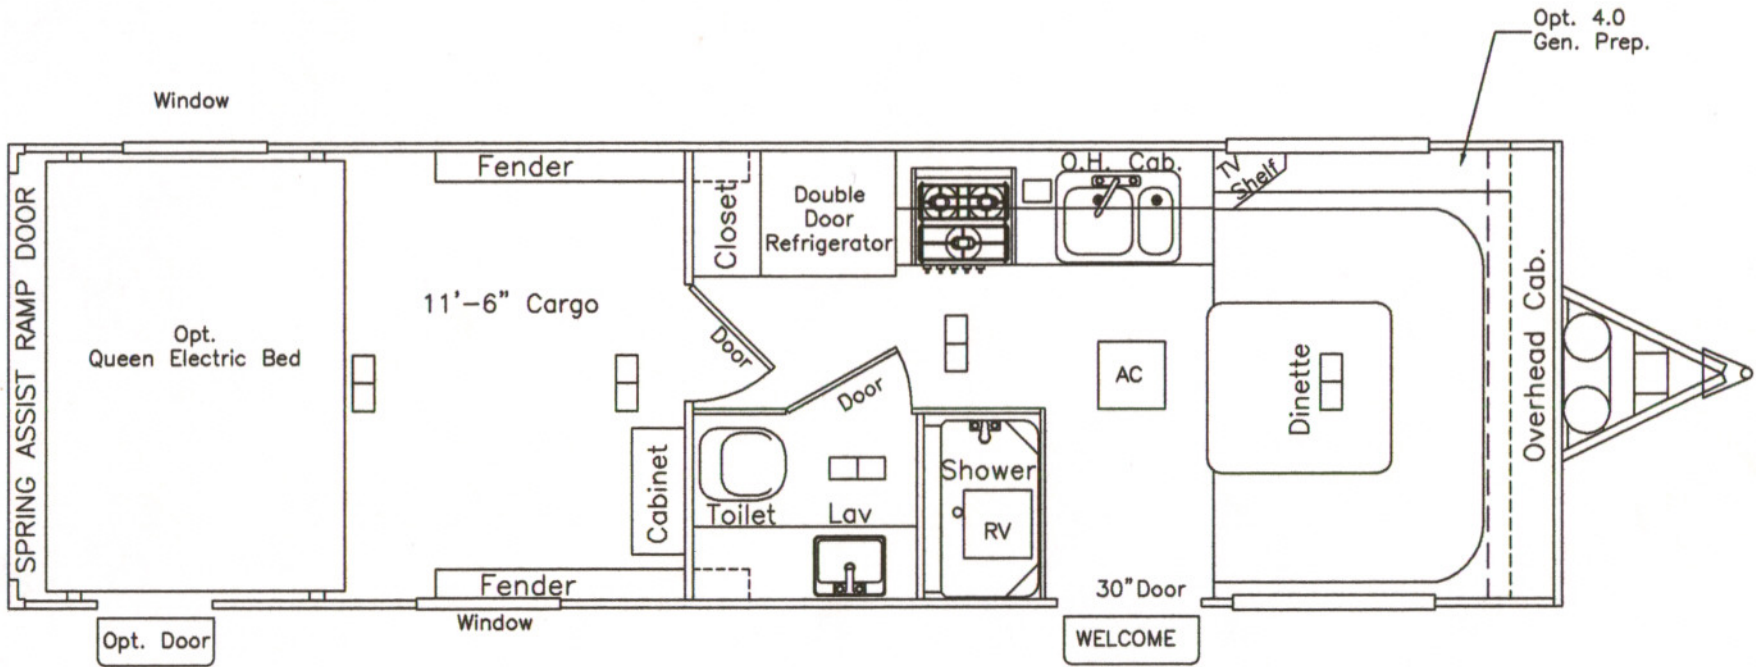 Opt. 4.0
Gen. Prep.
Window
Fender
O.H. Cab.
TV
Shelf
SPRING ASSIST RAMP DOOR
Closet
Double
Door
Refrigerator
11'-6" Cargo
Opt.
Queen Electric Bed
Door
Door
AC
Dinette
Overhead Cab.
Cabinet
Toilet
Lav
Shower
RV
Fender
30" Door
Window
Opt. Door
WELCOME